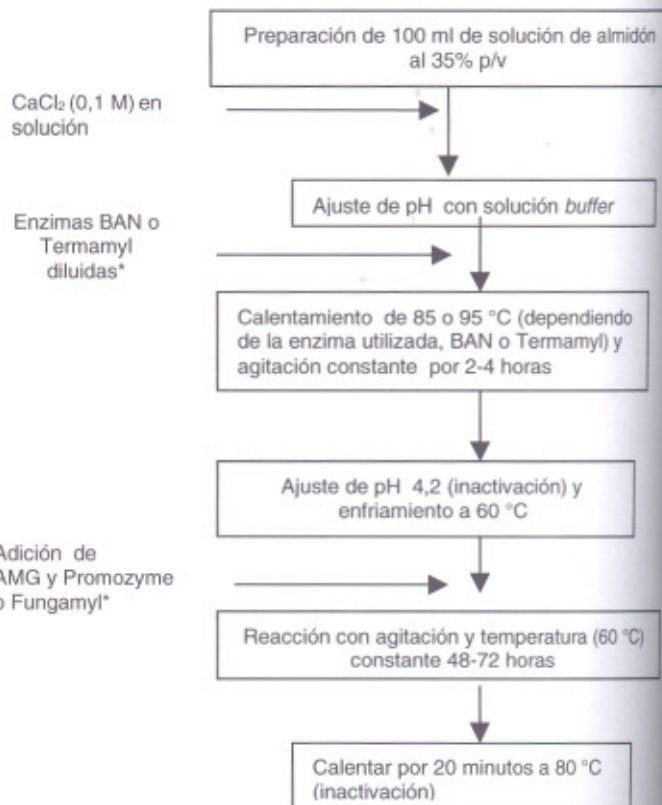 Preparación de 100 ml de solución de almidón
al 35% p/v
CaCl₂ (0,1 M) en
solución
Ajuste de pH con solución buffer
Enzimas BAN o
Termamyl
diluidas*
Calentamiento de 85 o 95 °C (dependiendo
de la enzima utilizada, BAN o Termamyl) y
agitación constante por 2-4 horas
Ajuste de pH 4,2 (inactivación) y
enfriamiento a 60 °C
Adición de
AMG y Promozyme
o Fungamyl*
Reacción con agitación y temperatura (60 °C)
constante 48-72 horas
Calentar por 20 minutos a 80 °C
(inactivación)